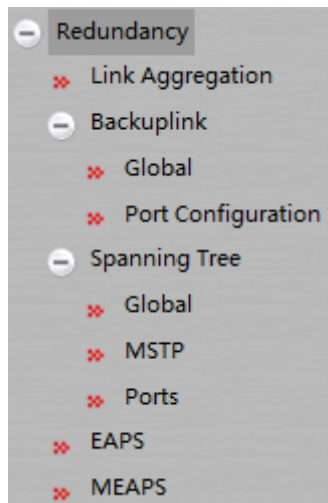 Redundancy
Link Aggregation
Backuplink
Global
Port Configuration
Spanning Tree
Global
MSTP
Ports
EAPS
MEAPS